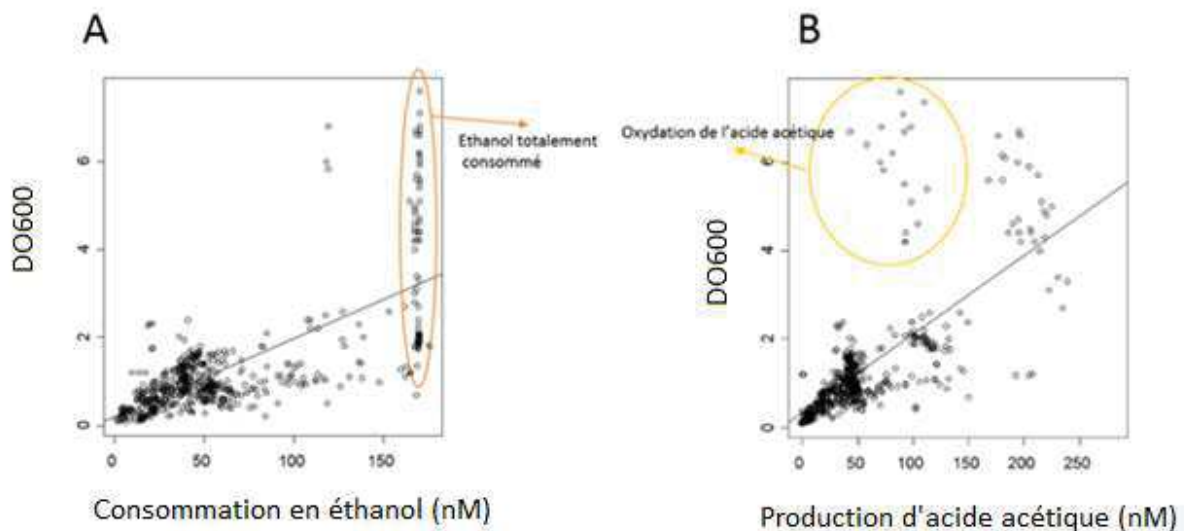 A
B
Ethanol totalement
consommé
Oxydation de l'acide acétique
DO600
0 2 4 6
0 50 100 150
Consommation en éthanol (nM)
DO600
0 2 4 6
0 50 100 150 200 250
Production d'acide acétique (nM)